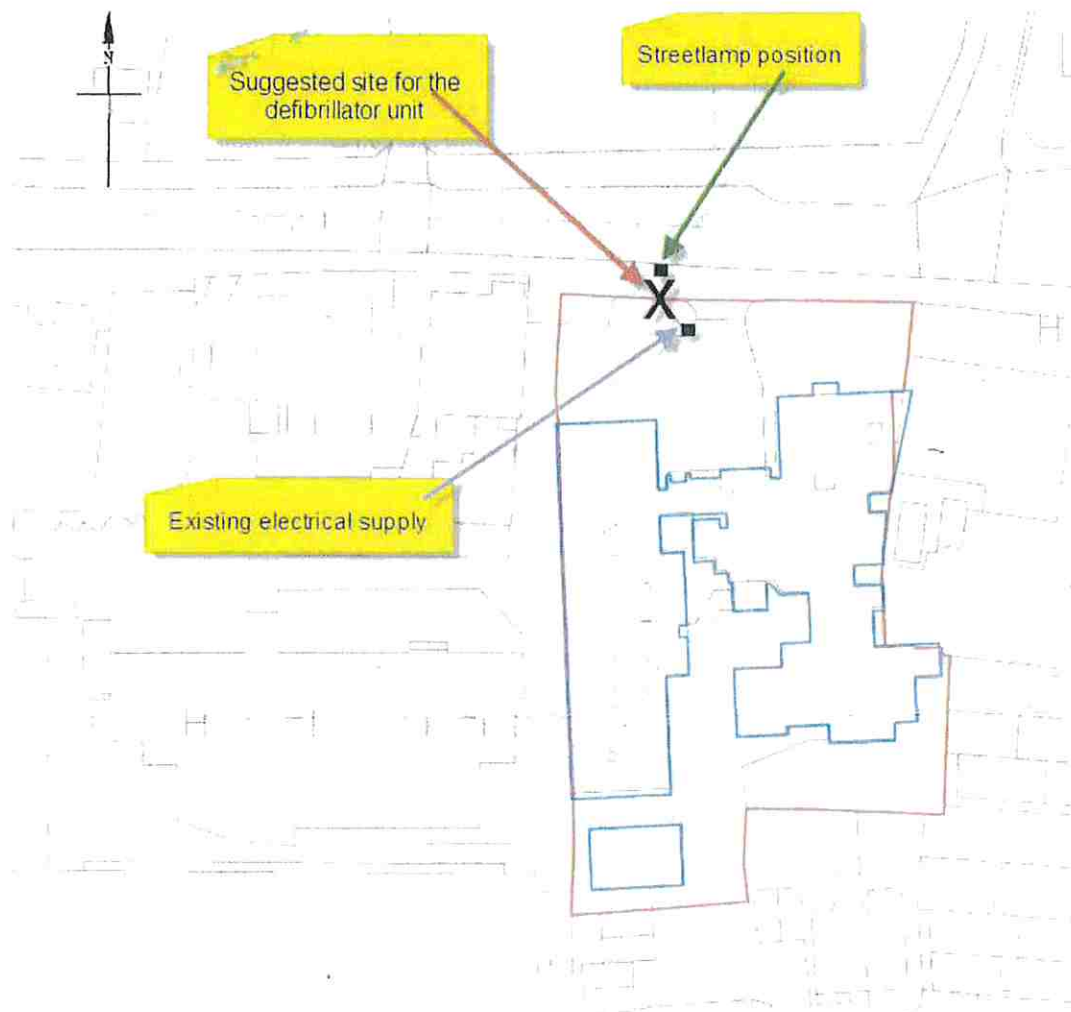 N
Suggested site for the
defibrillator unit
Streetlamp position
X
Existing electrical supply